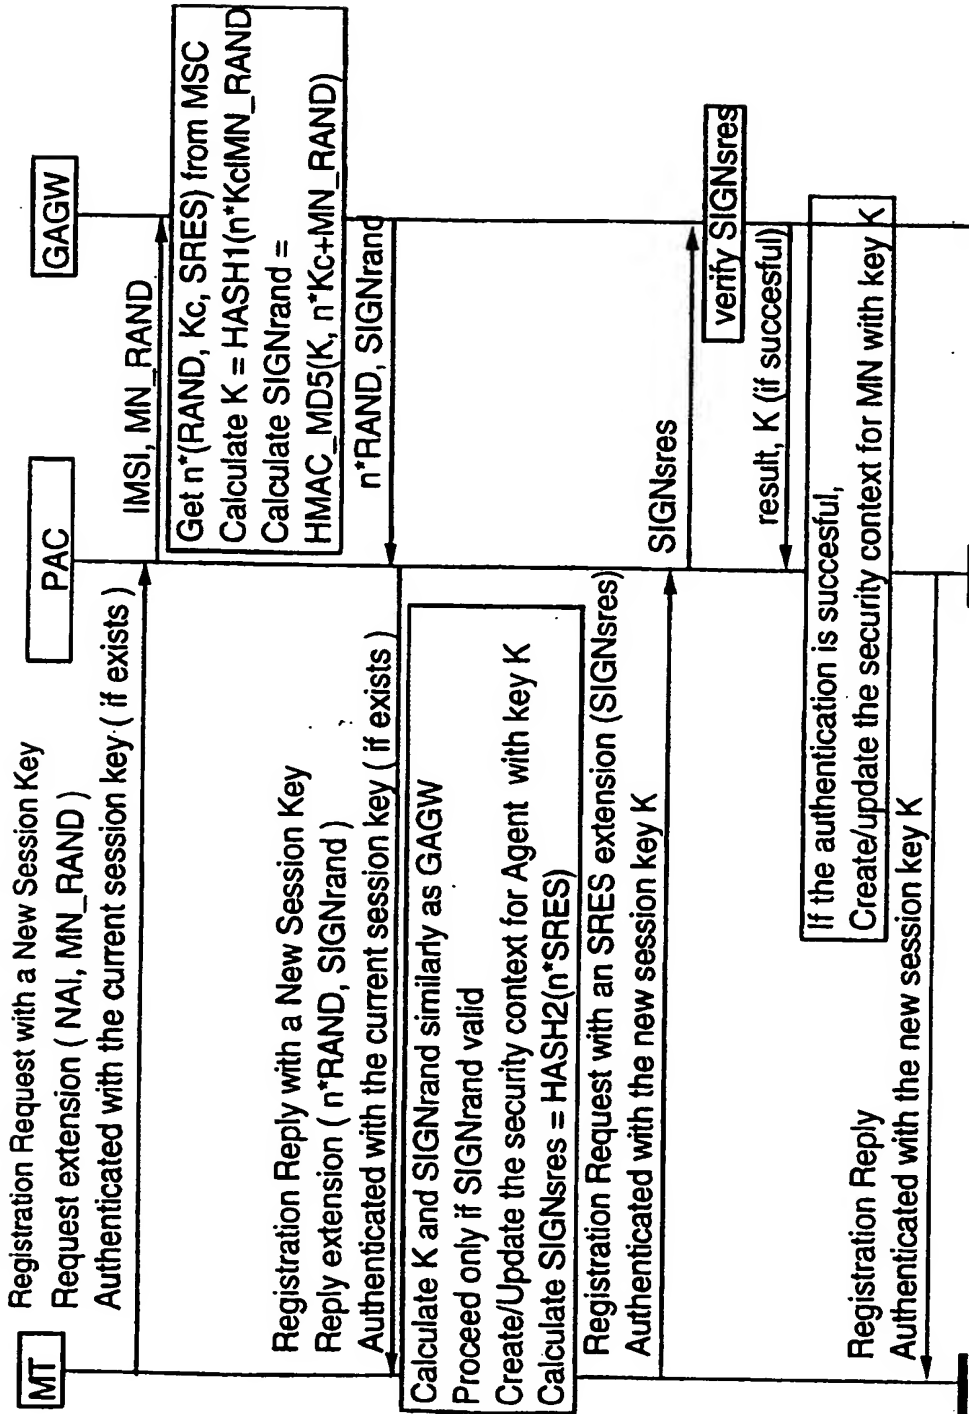 MT
PAC
GAGW
Registration Request with a New Session Key
Request extension ( NAI, MN_RAND )
Authenticated with the current session key ( if exists )
IMSI, MN_RAND
Get n*(RAND, Kc, SRES) from MSC
Calculate K = HASH1(n*Kc|MN_RAND
Calculate SIGNrand =
HMAC_MD5(K, n*Kc+MN_RAND)
n*RAND, SIGNrand
Registration Reply with a New Session Key
Reply extension ( n*RAND, SIGNrand )
Authenticated with the current session key ( if exists )
Calculate K and SIGNrand similarly as GAGW
Proceed only if SIGNrand valid
Create/Update the security context for Agent with key K
Calculate SIGNsres = HASH2(n*SRES)
Registration Request with an SRES extension (SIGNsres)
Authenticated with the new session key K
SIGNsres
verify SIGNsres
result, K (if succesful)
If the authentication is succesful,
Create/update the security context for MN with key K
Registration Reply
Authenticated with the new session key K